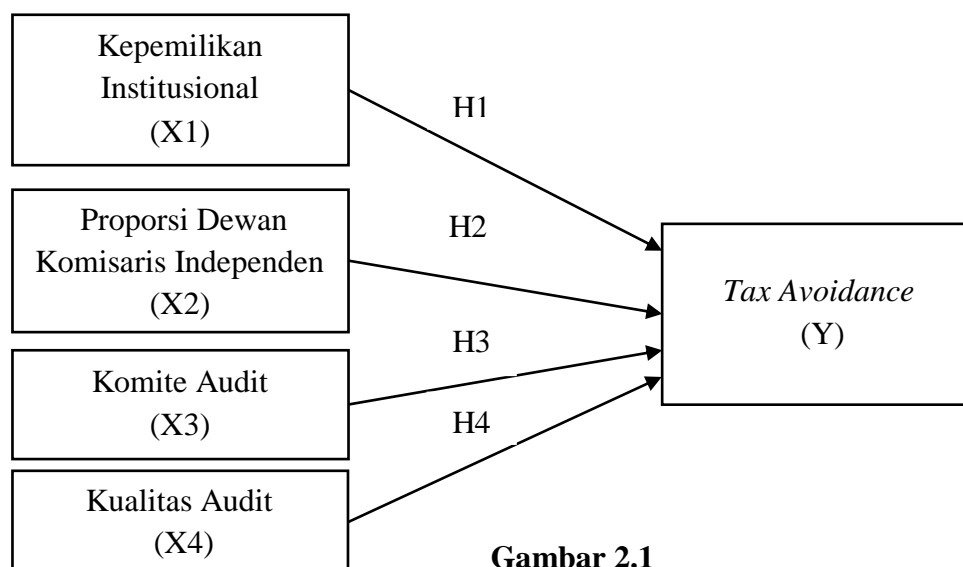 Kepemilikan
Institusional
(X1)
H1
Proporsi Dewan
Komisaris Independen
(X2)
H2
Tax Avoidance
(Y)
H3
Komite Audit
(X3)
H4
Kualitas Audit
(X4)
Gambar 2.1